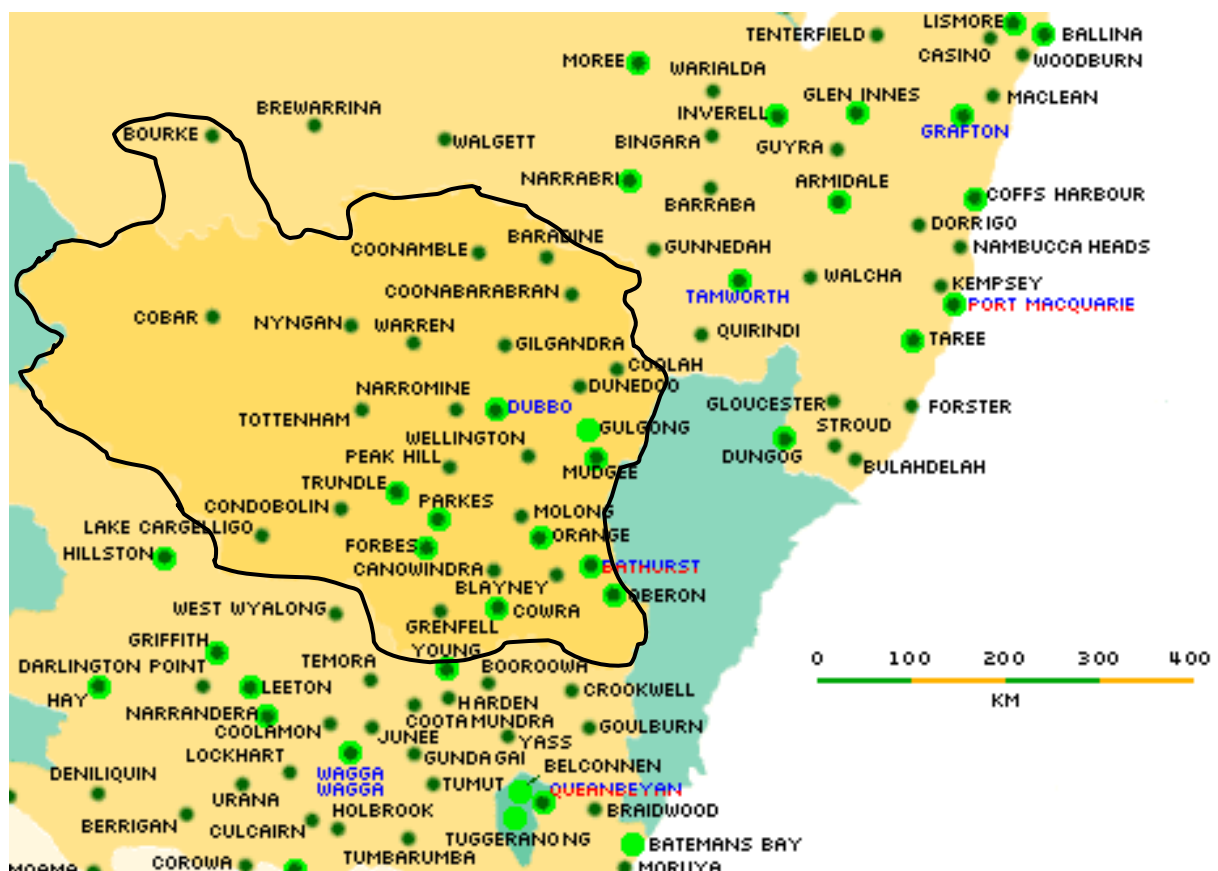 LISMORE
TENTERFIELD
BALLINA
CASINO
WOODBURN
MOREE
WARIALDA
GLEN INNES
MACLEAN
BREWARRINA
INVERELL
BOURKE
GRAFTON
WALGETT
BINGARA
GUYRA
NARRABRI
ARMIDALE
COFFS HARBOUR
BARRABA
DORRIGO
BARADINE
COONAMBLE
GUNNEDAH
NAMBUCCA HEADS
WALCHA
KEMPSEY
COONABARABRAN
TAMWORTH
PORT MACQUARIE
COBAR
NYNGAN
WARREN
QUIRINDI
GILGANDRA
TAREE
COOLAH
NARROMINE
DUNEDOO
DUBBO
GLOUCESTER
FORSTER
TOTTENHAM
GULGONG
STROUD
WELLINGTON
PEAK HILL
DUNGOG
BULAHDELAH
MUDGEE
TRUNDLE
PARKES
CONDOBOLIN
MOLONG
LAKE CARGELLIGO
ORANGE
HILLSTON
FORBES
CANOWINDRA
BATHURST
BLAYNEY
OBERON
WEST WYALONG
COWRA
GRENFELL
GRIFFITH
YOUNG
0 100 200 300 400
KM
TEMORA
BOOROOWA
DARLINGTON POINT
LEETON
CROOKWELL
HAY
HARDEN
NARRANDERA
COOTAMUNDRA
GOULBURN
COOLAMON
JUNEE
YASS
LOCKHART
GUNDAGAI
BELCONNEN
DENILIQUIN
WAGGA
WAGGA
TUMUT
QUEANBEYAN
URANA
HOLBROOK
BRAIDWOOD
BERRIGAN
CULCAIRN
TUGGERANONG
BATEMANS BAY
COROWA
TUMBARUMBA
MOAMA
MORUYA